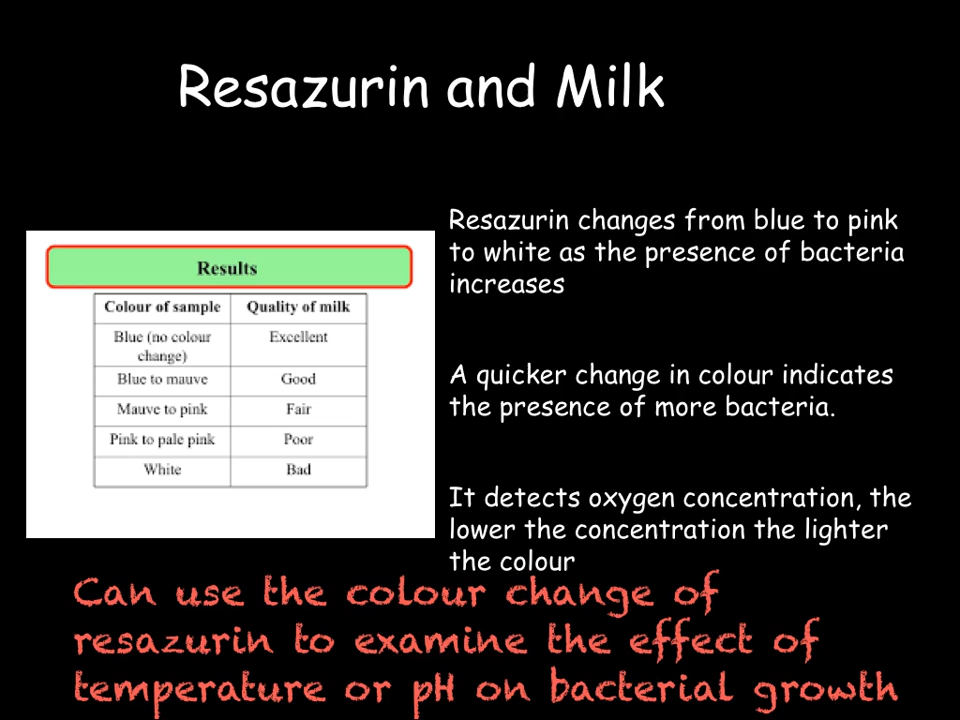 Resazurin and Milk
Results
Colour of sample Quality of milk
Blue (no colour change) Excellent
Blue to mauve Good
Mauve to pink Fair
Pink to pale pink Poor
White Bad
Resazurin changes from blue to pink
to white as the presence of bacteria
increases
A quicker change in colour indicates
the presence of more bacteria.
It detects oxygen concentration, the
lower the concentration the lighter
the colour
Can use the colour change of
resazurin to examine the effect of
temperature or pH on bacterial growth